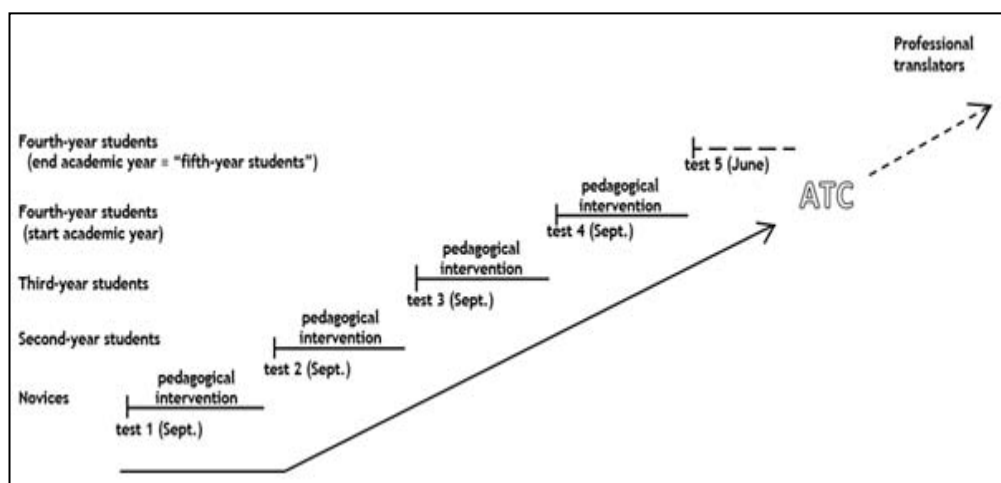 Professional
translators
Fourth-year students
(end academic year = "fifth-year students")
test 5 (June)
ATC
pedagogical
intervention
Fourth-year students
(start academic year)
test 4 (Sept.)
pedagogical
intervention
Third-year students
test 3 (Sept.)
pedagogical
intervention
Second-year students
test 2 (Sept.)
pedagogical
intervention
Novices
test 1 (Sept.)